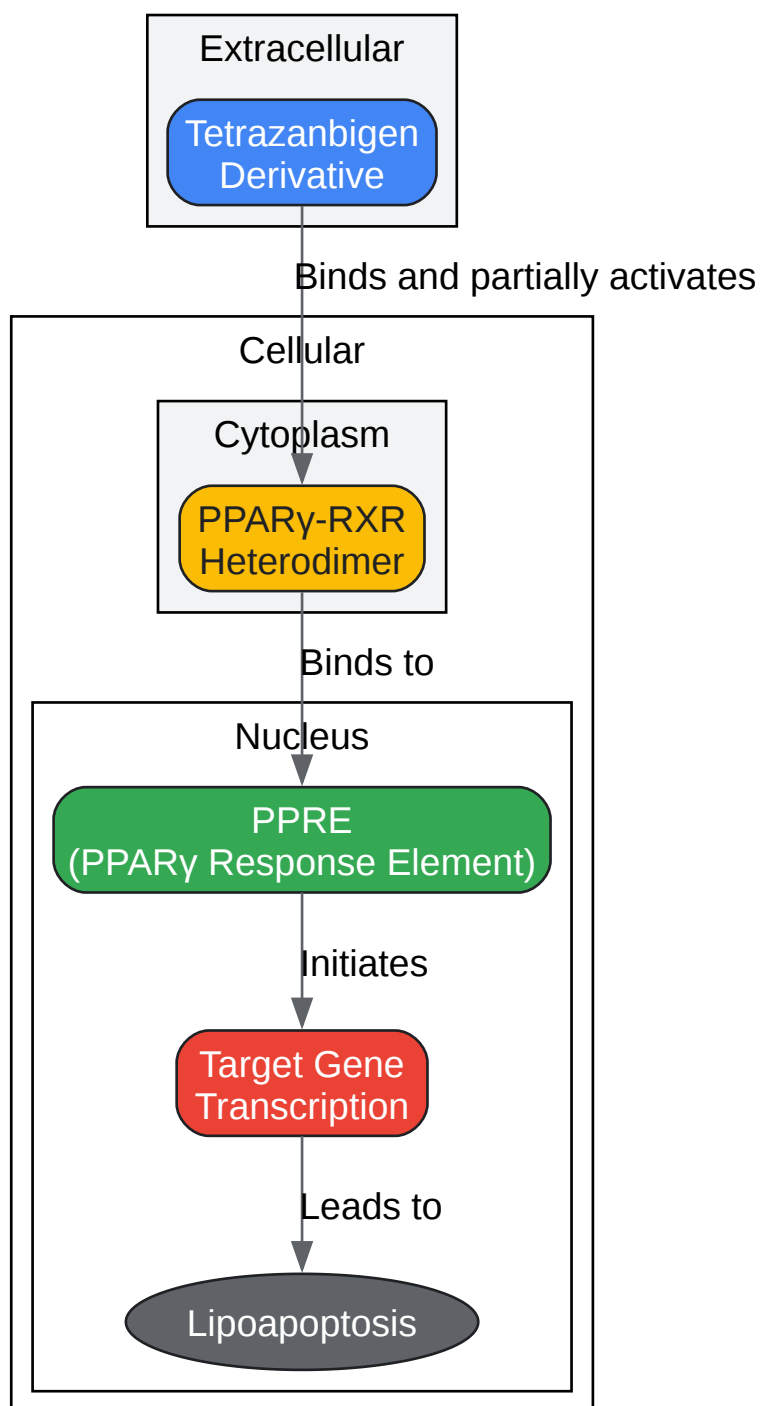 Extracellular
Tetrazanbigen
Derivative
Binds and partially activates
Cellular
Cytoplasm
PPARγ-RXR
Heterodimer
Binds to
Nucleus
PPRE
(PPARγ Response Element)
Initiates
Target Gene
Transcription
Leads to
Lipoapoptosis